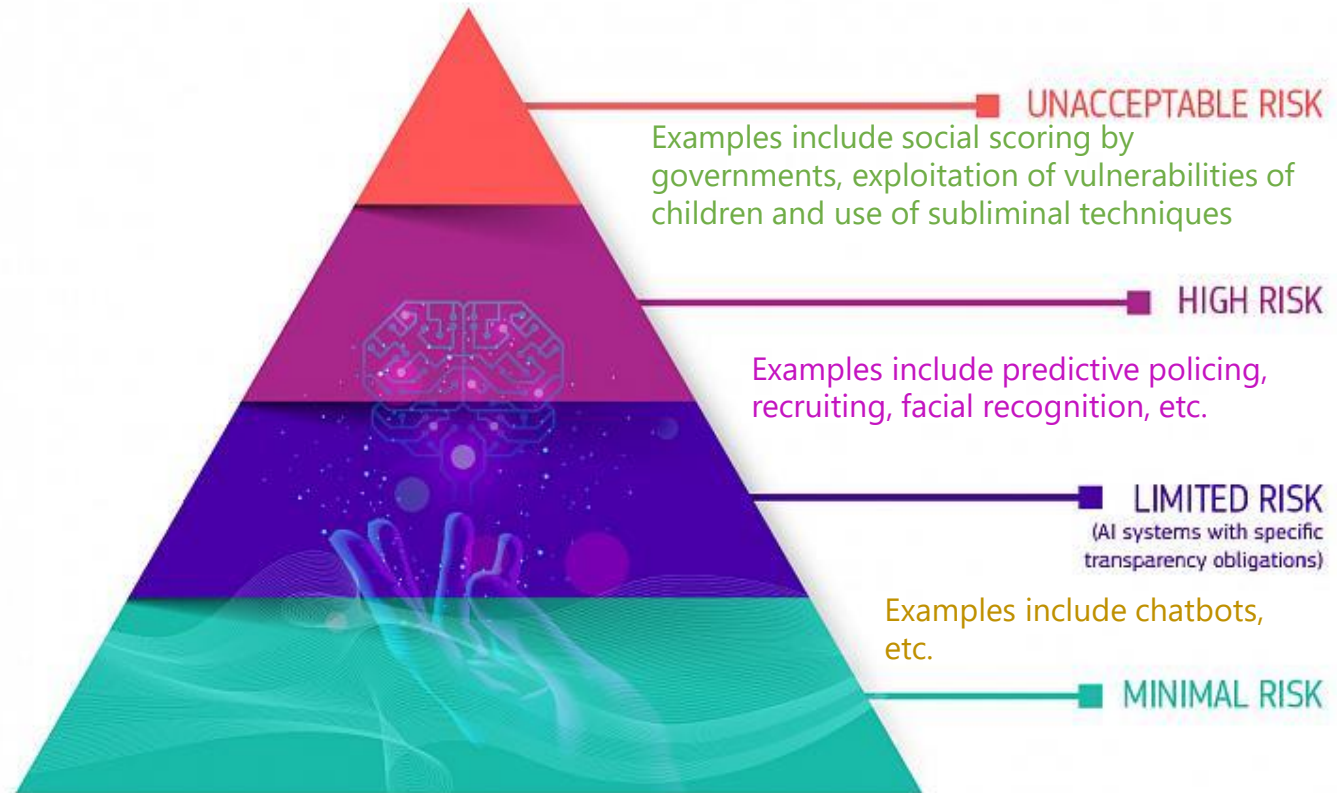 UNACCEPTABLE RISK
Examples include social scoring by
governments, exploitation of vulnerabilities of
children and use of subliminal techniques
HIGH RISK
Examples include predictive policing,
recruiting, facial recognition, etc.
LIMITED RISK
(AI systems with specific
transparency obligations)
Examples include chatbots,
etc.
MINIMAL RISK